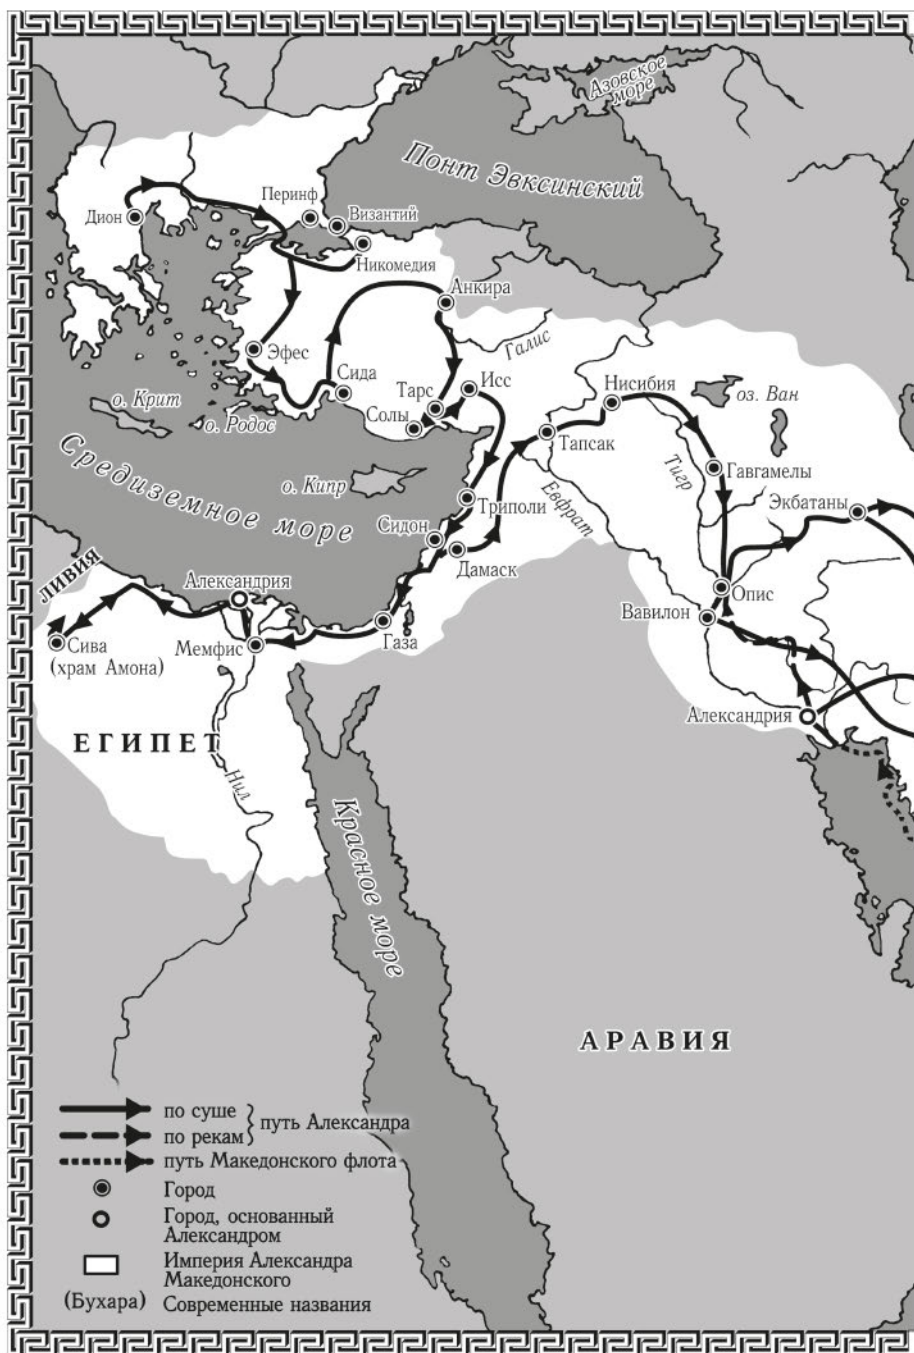 Азовское
море
Понт Эвксинский
Перинф
Византий
Дион
Никомедия
Анкира
Галис
Эфес
Сида
Тарс
Исс
Нисибия
оз. Ван
о. Крит
о. Родос
Солы
Тапсак
Тигр
Гавгамелы
Средиземное море
о. Кипр
Евфрат
Экбатаны
Триполи
Сидон
Дамаск
ЛИВИЯ
Александрия
Опис
Вавилон
Сива
(храм Амона)
Мемфис
Газа
Александрия
ЕГИПЕТ
Нил
Красное море
АРАВИЯ
по суше
путь Александра
по рекам
путь Македонского флота
Город
Город, основанный
Александром
Империя Александра
Македонского
(Бухара) Современные названия